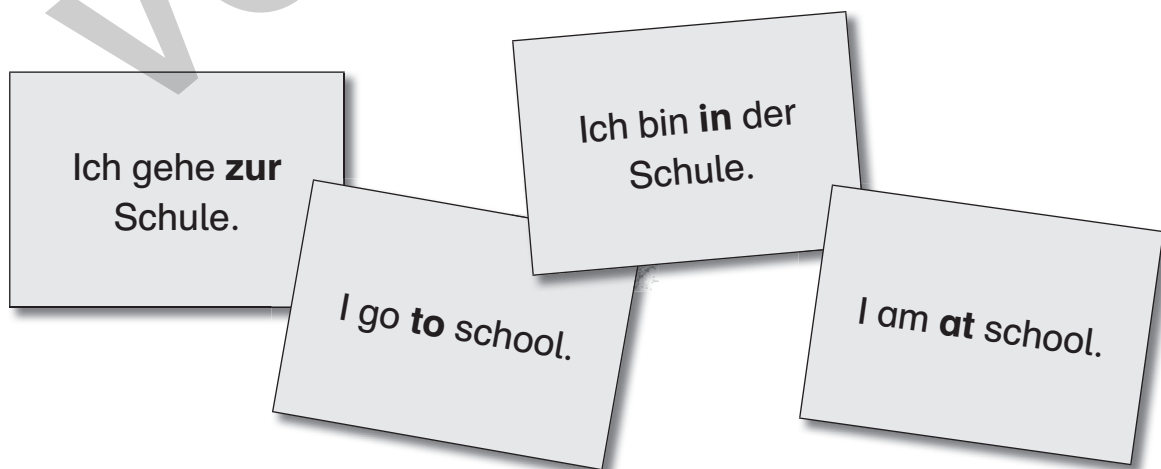 Ich gehe zur
Schule.
I go to school.
Ich bin in der
Schule.
I am at school.